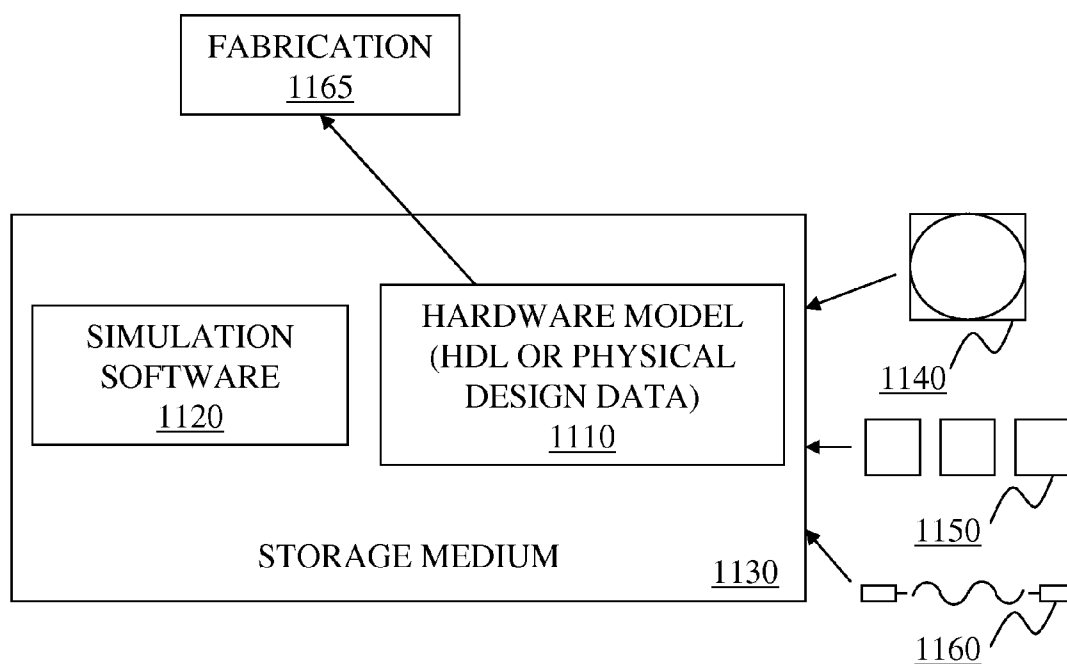 FABRICATION
1165
SIMULATION
SOFTWARE
1120
HARDWARE MODEL
(HDL OR PHYSICAL
DESIGN DATA)
1110
STORAGE MEDIUM
1130
1140
1150
1160